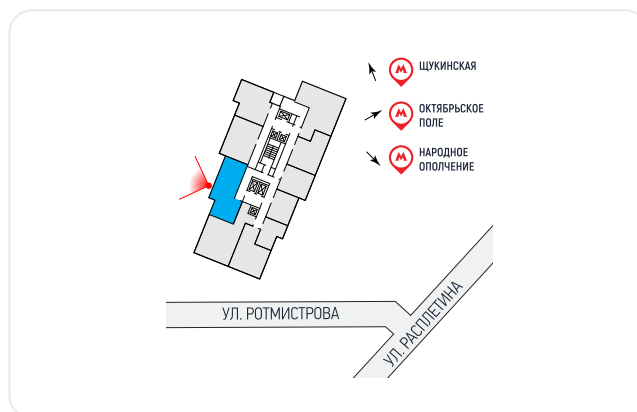 ЩУКИНСКАЯ
ОКТЯБРЬСКОЕ
ПОЛЕ
НАРОДНОЕ
ОПОЛЧЕНИЕ
УЛ. РОТМИСТРОВА
УЛ. РАСПЛЕТИНА